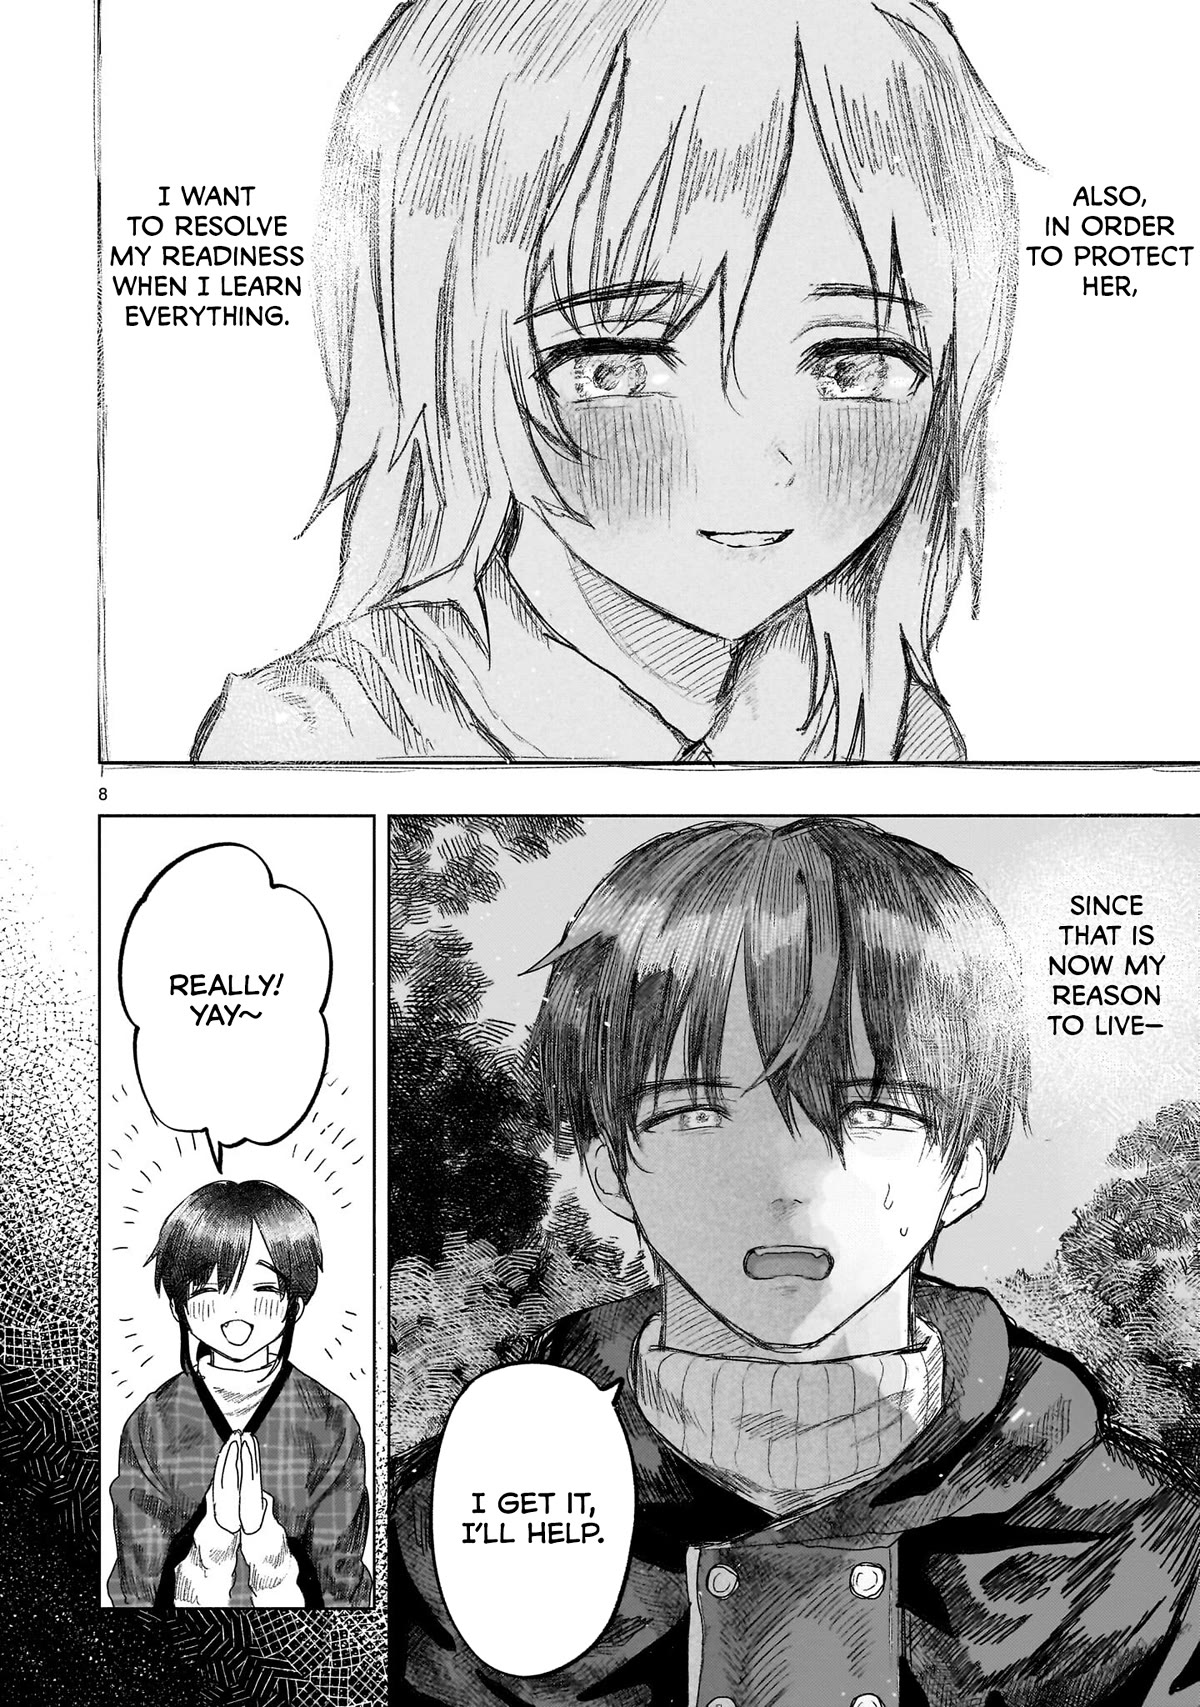 ALSO,
IN ORDER
TO PROTECT
HER,
I WANT
TO RESOLVE
MY READINESS
WHEN I LEARN
EVERYTHING.
8
SINCE
THAT IS
NOW MY
REASON
TO LIVE–
I GET IT,
I'LL HELP.
REALLY!
YAY~